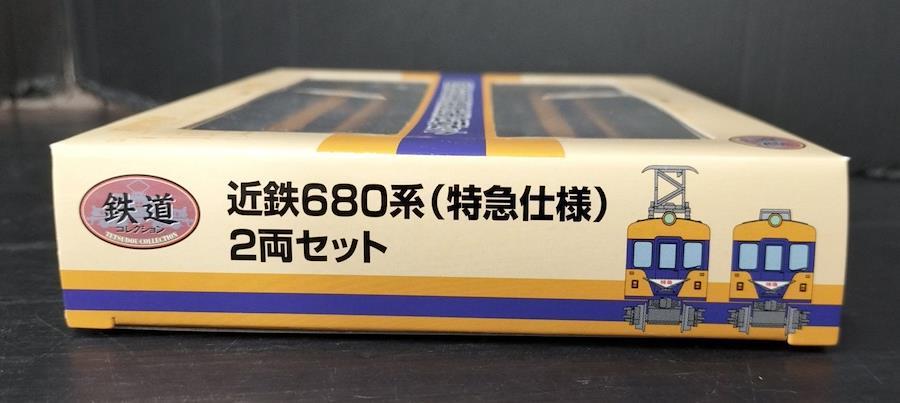 鉄道
コレクション
TETSUDOU COLLECTION
近鉄680系(特急仕様)
2両セット
特急
特急